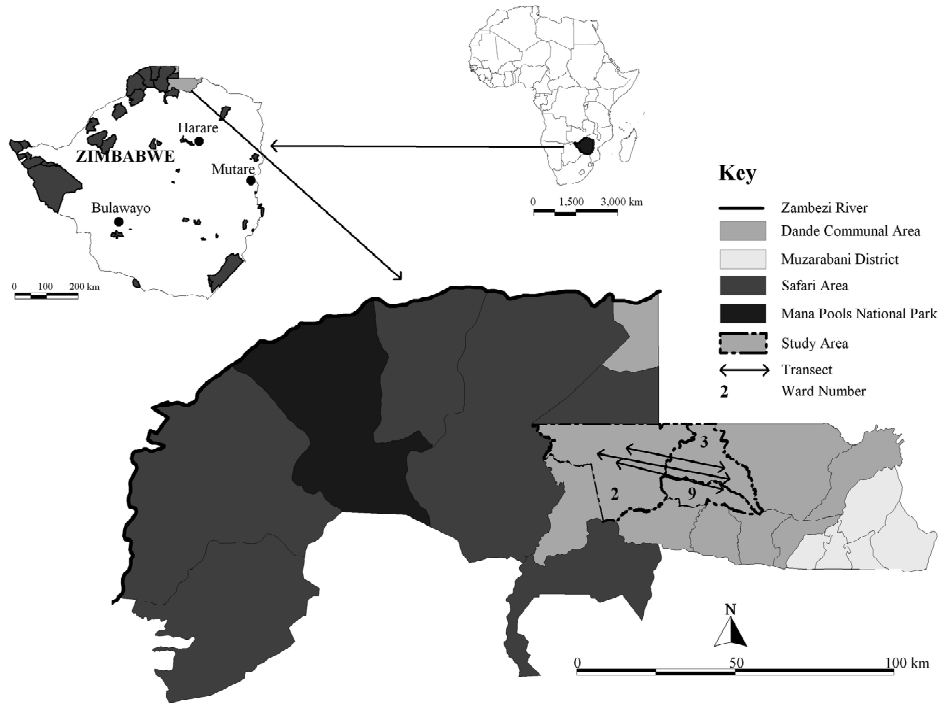 Harare
ZIMBABWE
Mutare
Bulawayo
0 100 200 km
0 1,500 3,000 km
Key
Zambezi River
Dande Communal Area
Muzarabani District
Safari Area
Mana Pools National Park
Study Area
Transect
2 Ward Number
3
2 9
N
0 50 100 km